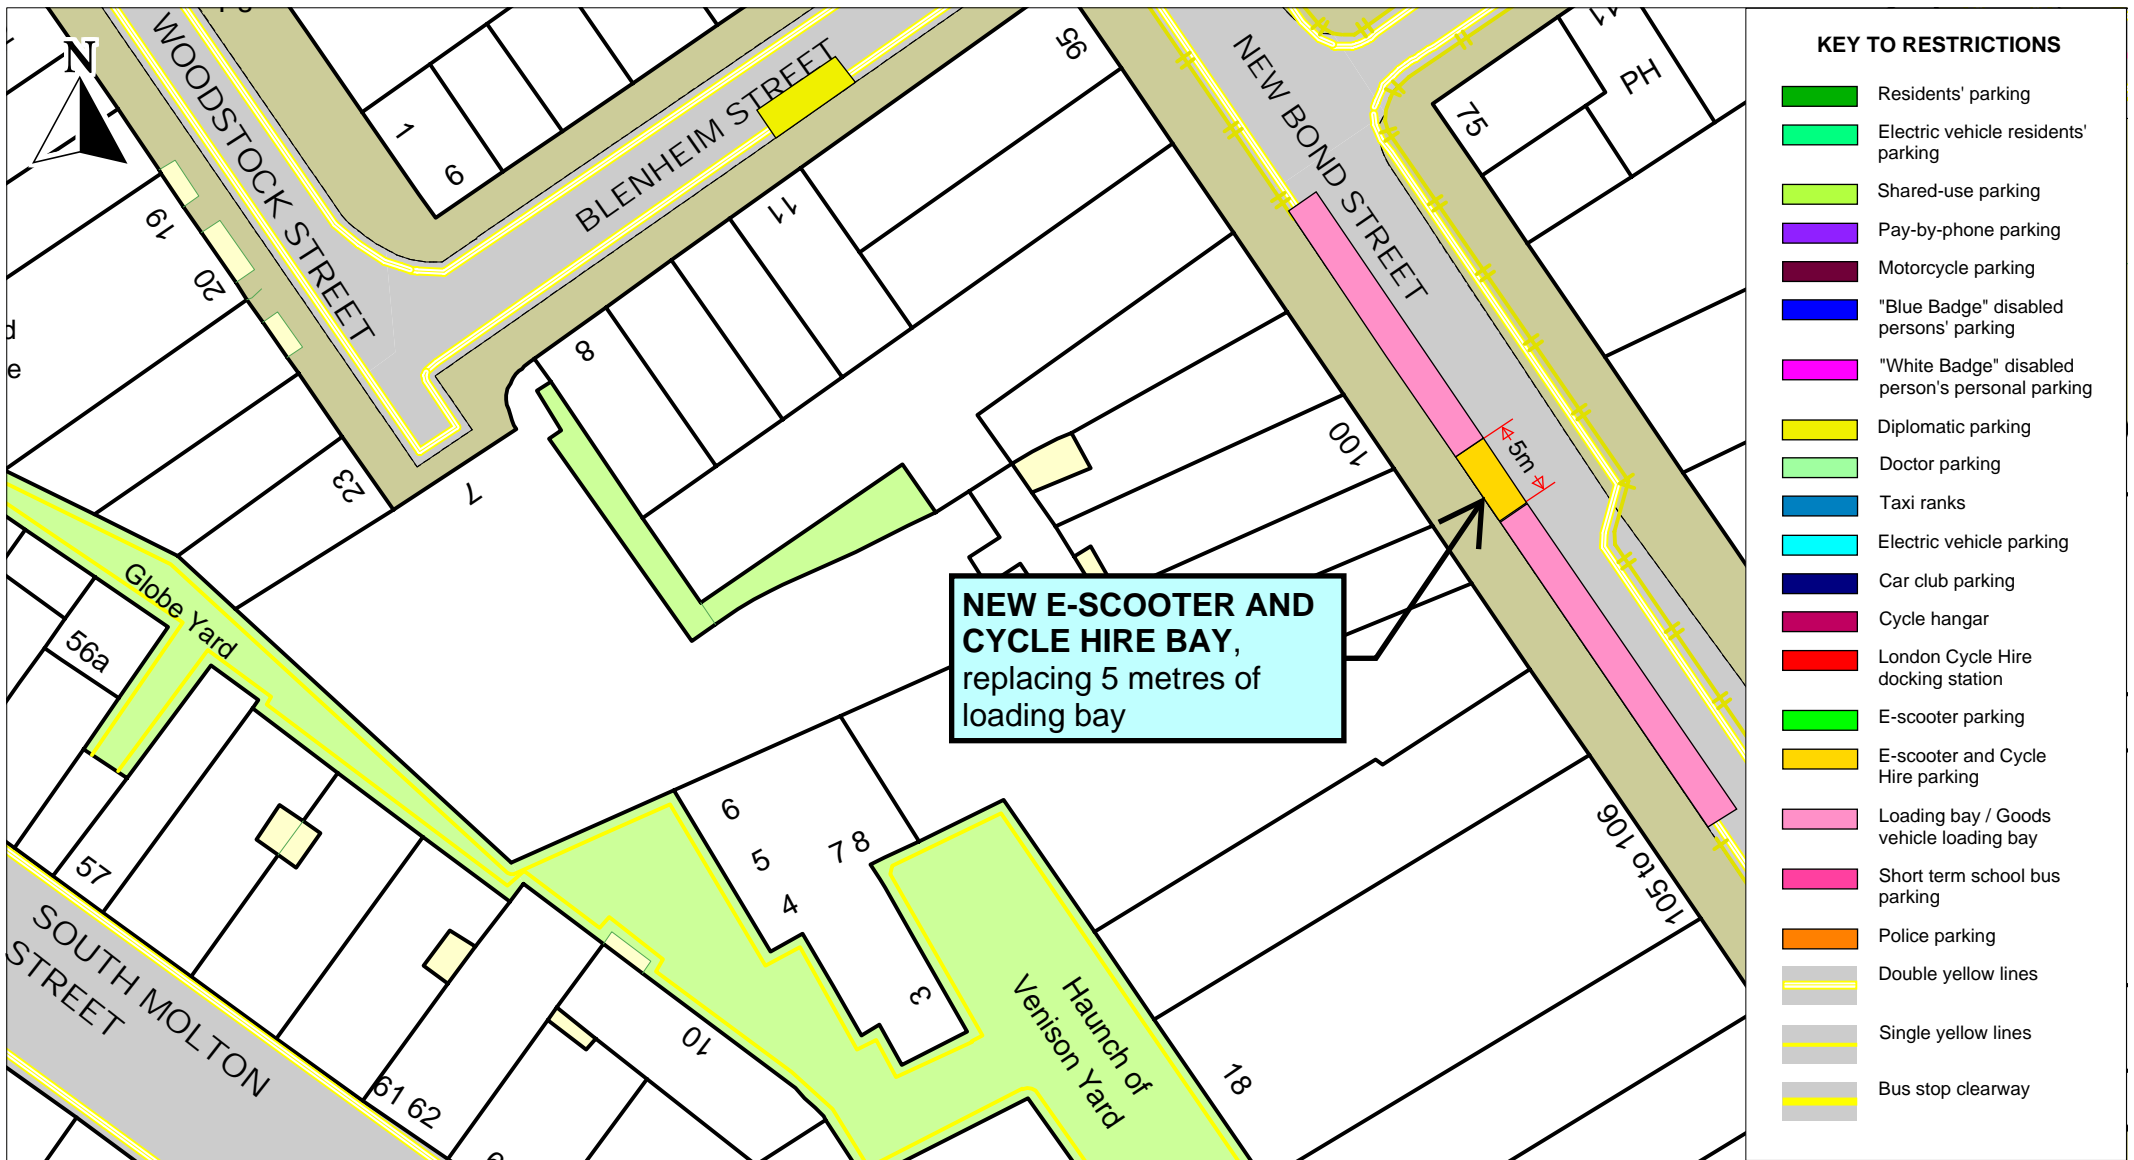 N
WOODSTOCK STREET
BLENHEIM STREET
NEW BOND STREET
1
6
95
75
PH
11
19
20
8
23
7
100
5m
d
e
Globe Yard
56a
57
NEW E-SCOOTER AND
CYCLE HIRE BAY,
replacing 5 metres of
loading bay
6
5
4
7 8
3
10
SOUTH MOLTON
STREET
61 62
Haunch of
Venison Yard
18
105 to 106
KEY TO RESTRICTIONS
Residents' parking
Electric vehicle residents'
parking
Shared-use parking
Pay-by-phone parking
Motorcycle parking
"Blue Badge" disabled
persons' parking
"White Badge" disabled
person's personal parking
Diplomatic parking
Doctor parking
Taxi ranks
Electric vehicle parking
Car club parking
Cycle hangar
London Cycle Hire
docking station
E-scooter parking
E-scooter and Cycle
Hire parking
Loading bay / Goods
vehicle loading bay
Short term school bus
parking
Police parking
Double yellow lines
Single yellow lines
Bus stop clearway